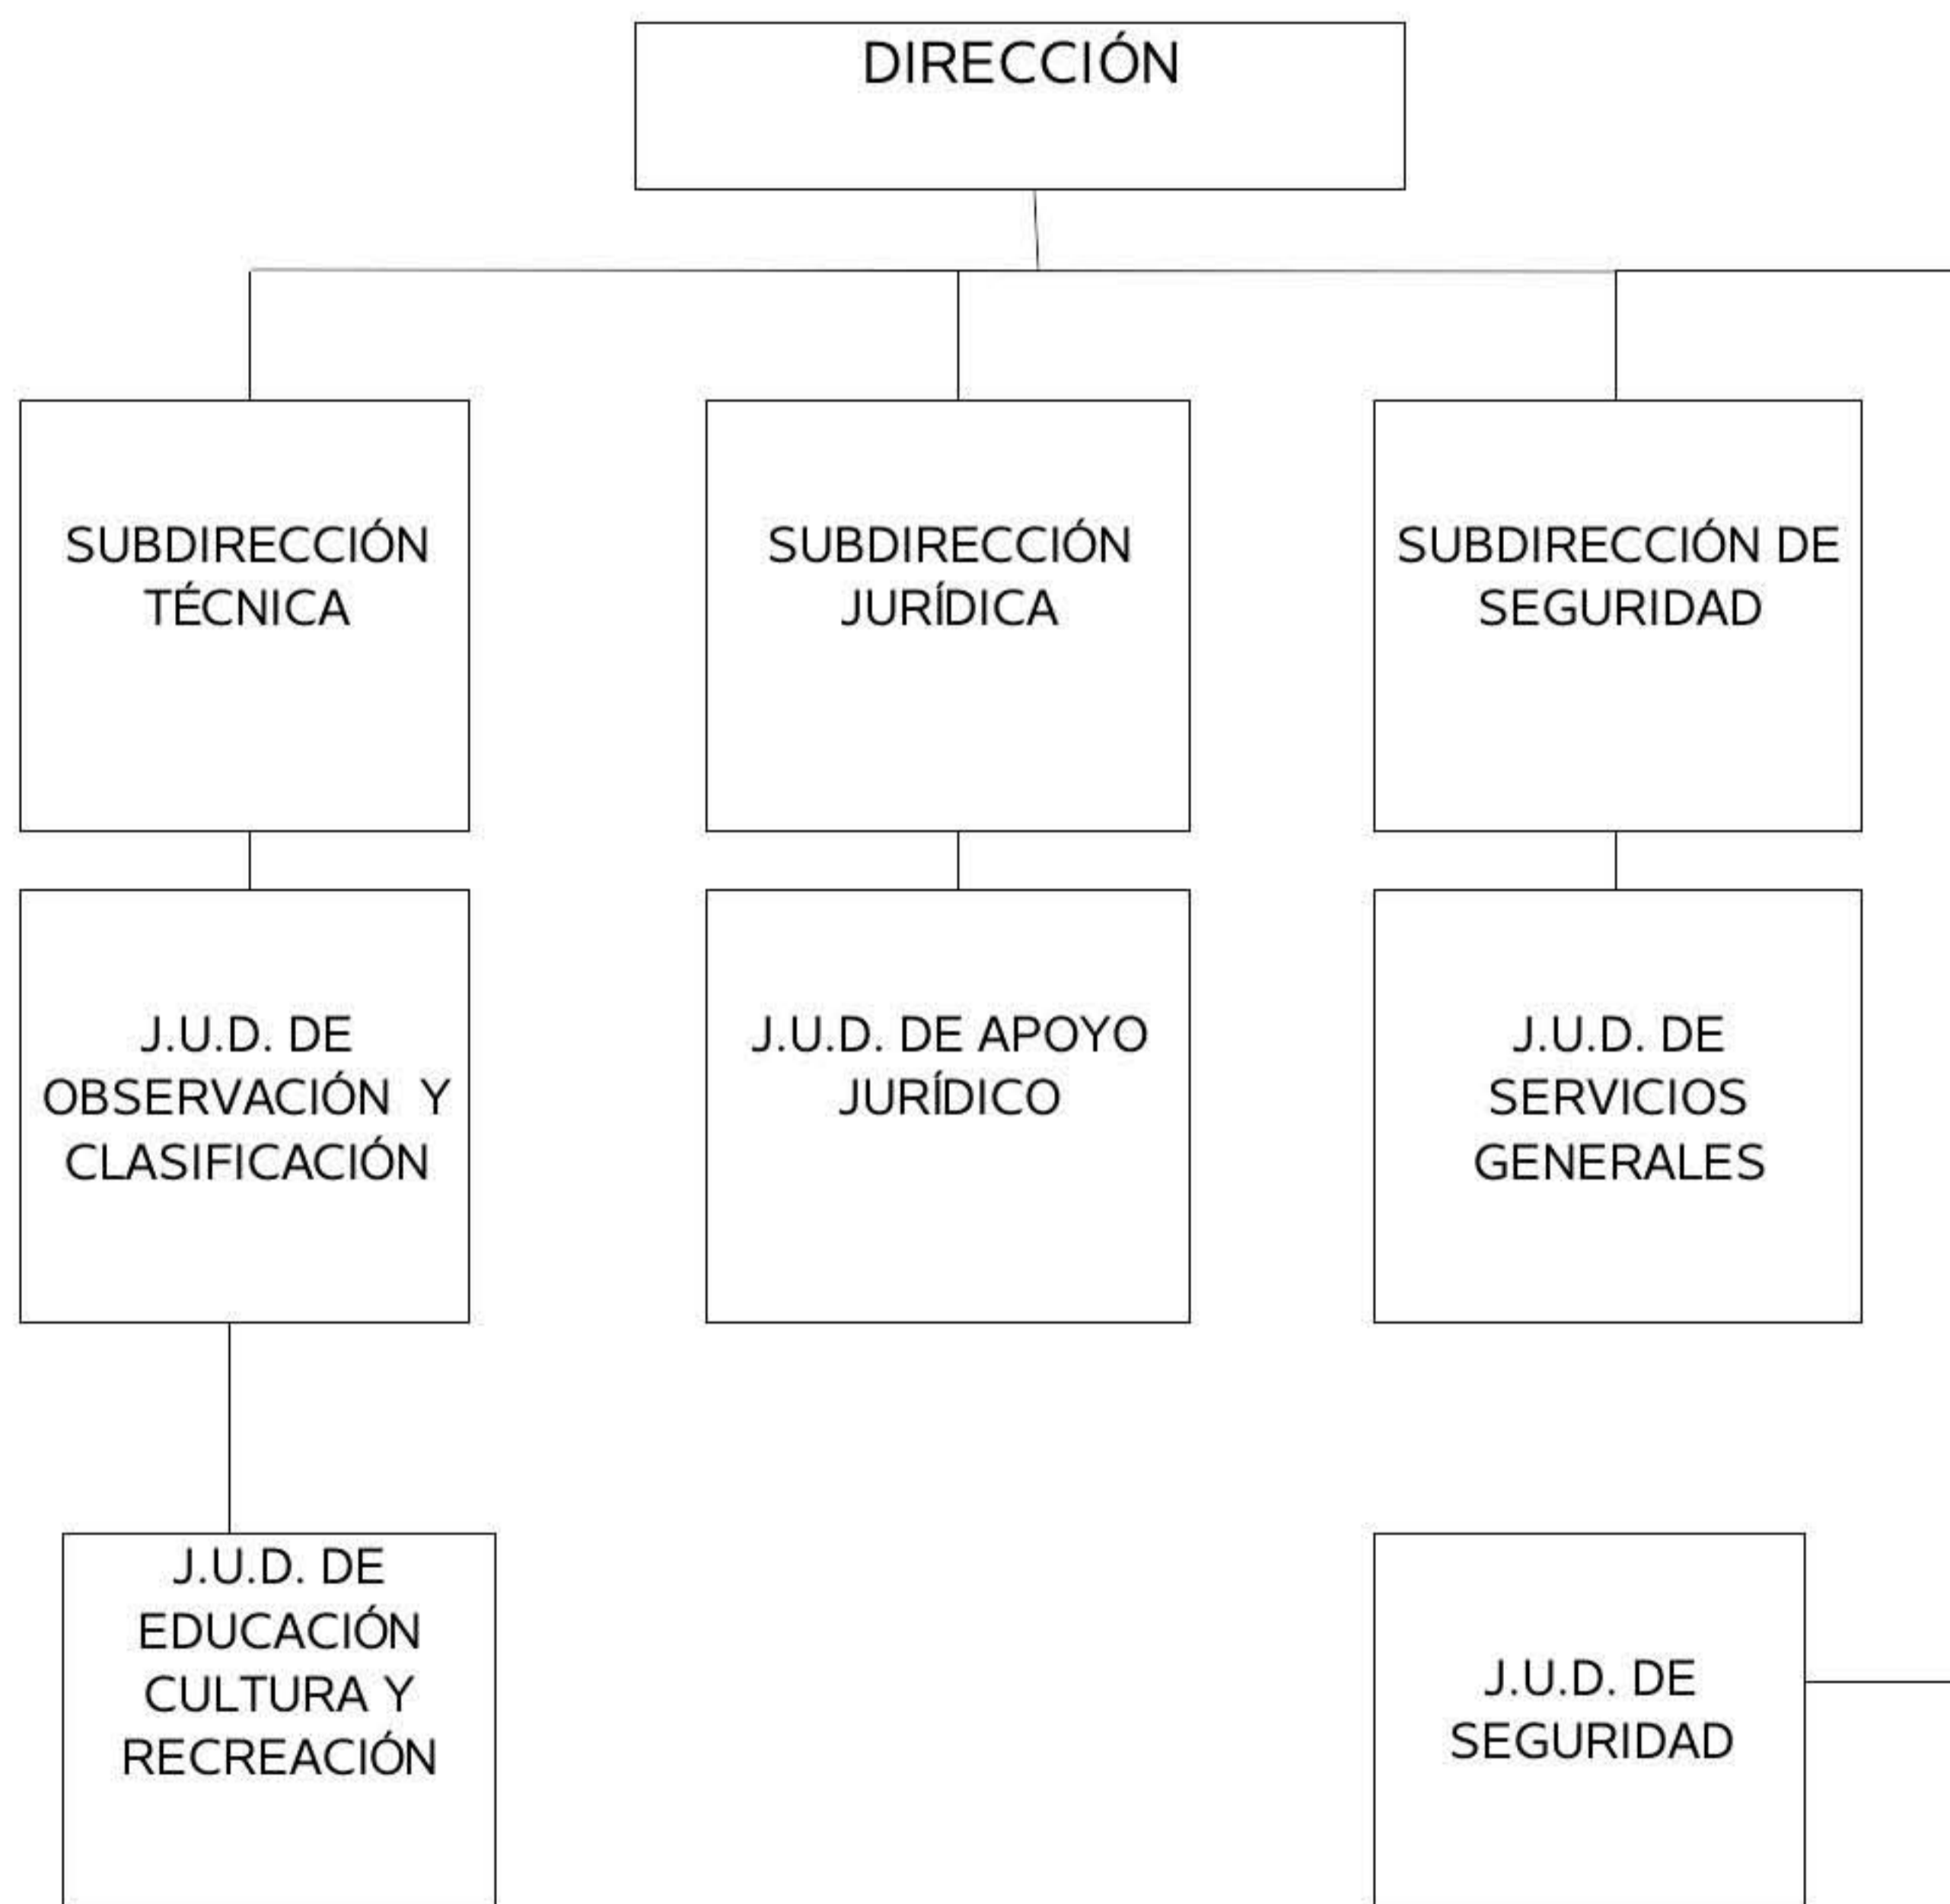 DIRECCIÓN
SUBDIRECCIÓN
TÉCNICA
SUBDIRECCIÓN
JURÍDICA
SUBDIRECCIÓN DE
SEGURIDAD
J.U.D. DE
OBSERVACIÓN Y
CLASIFICACIÓN
J.U.D. DE APOYO
JURÍDICO
J.U.D. DE
SERVICIOS
GENERALES
J.U.D. DE
EDUCACIÓN
CULTURA Y
RECREACIÓN
J.U.D. DE
SEGURIDAD